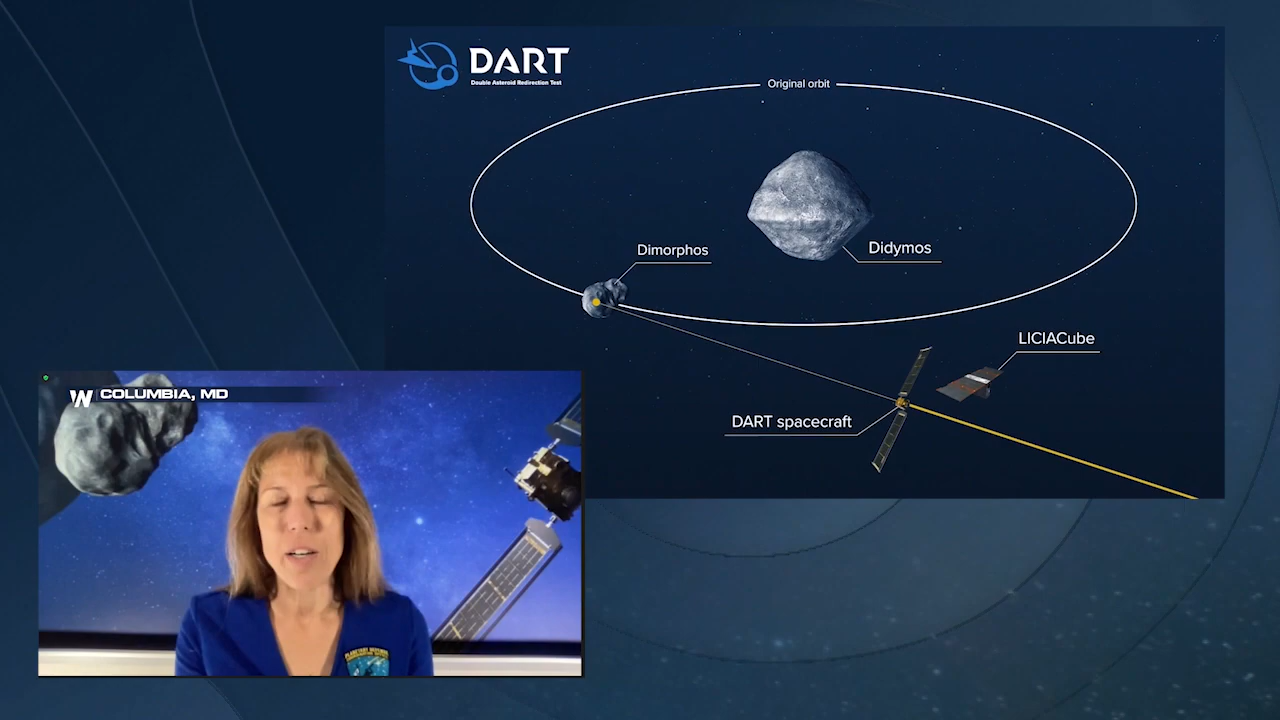 DART
Double Asteroid Redirection Test
Original orbit
Dimorphos
Didymos
LICIACube
DART spacecraft
W COLUMBIA, MD